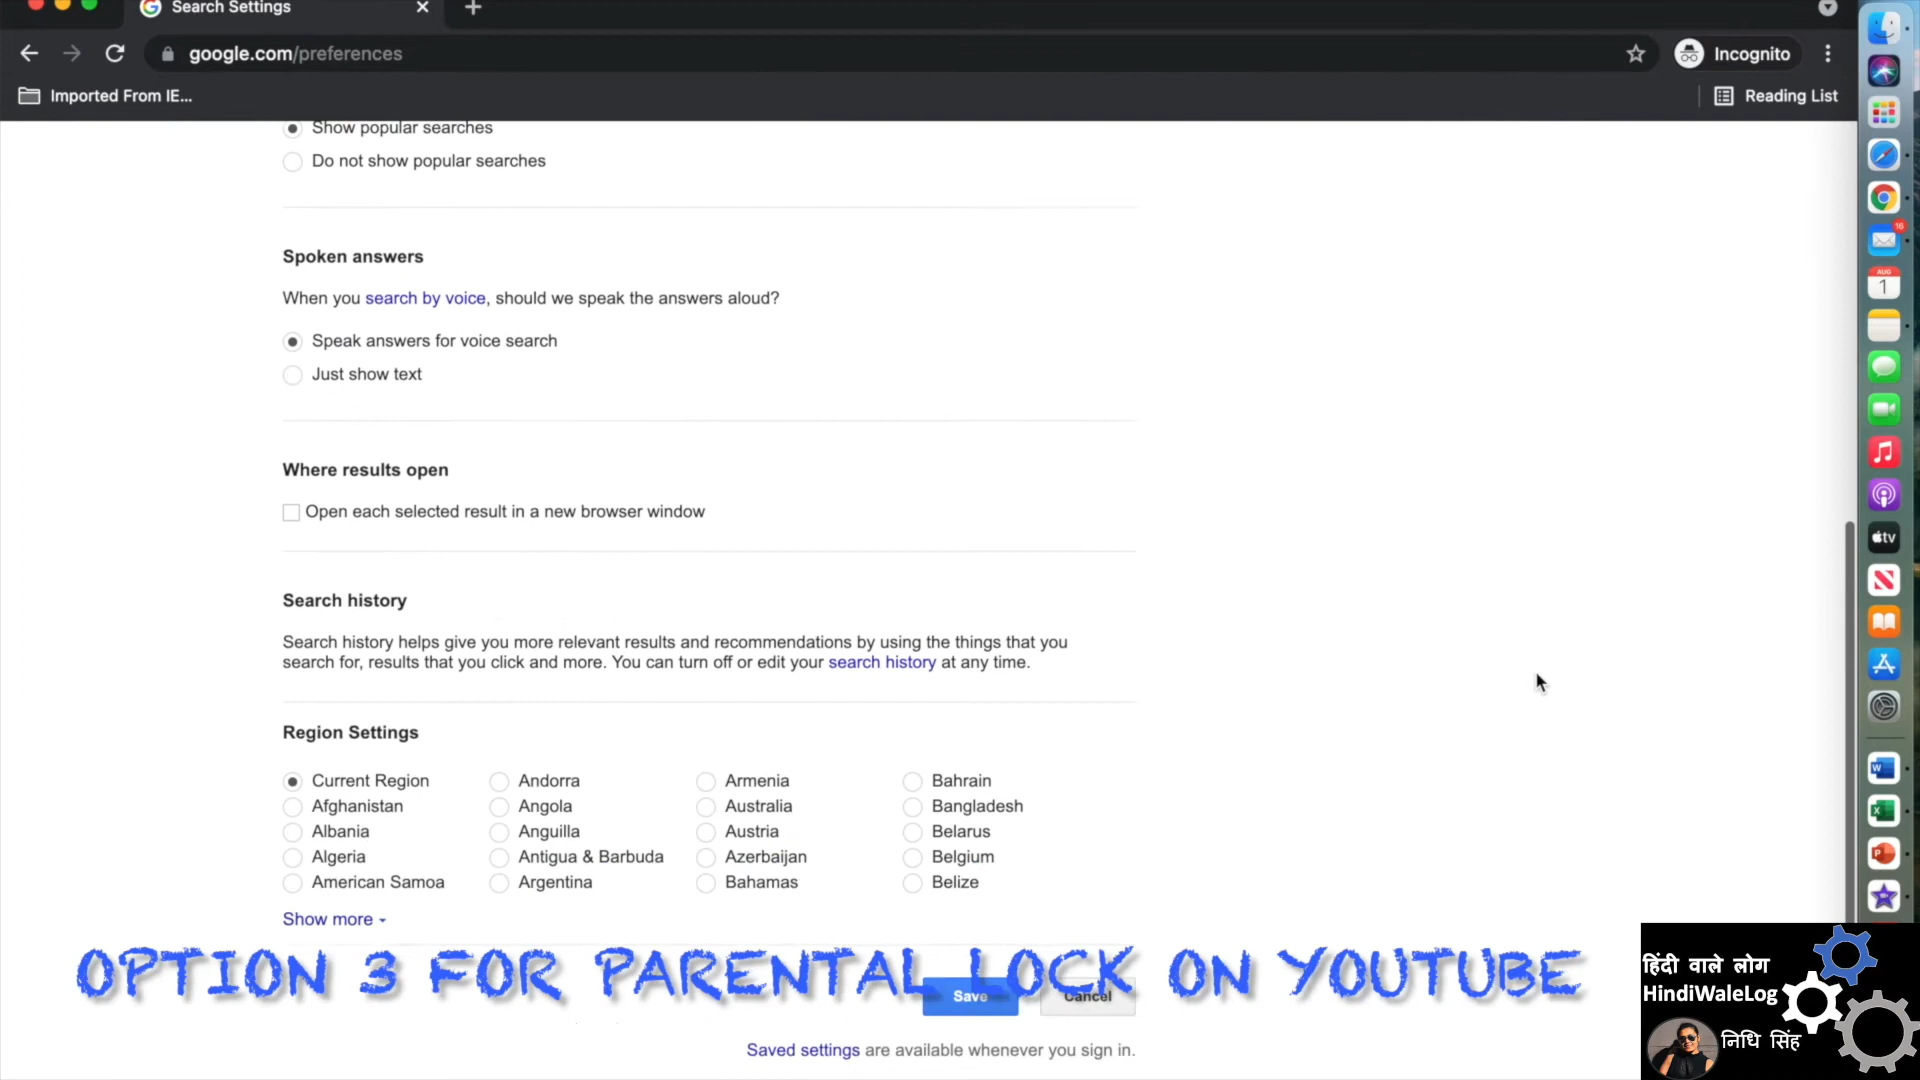 Search Settings
google.com/preferences
Incognito
Imported From IE...
Reading List
Show popular searches
Do not show popular searches
Spoken answers
When you search by voice, should we speak the answers aloud?
Speak answers for voice search
Just show text
Where results open
Open each selected result in a new browser window
Search history
Search history helps give you more relevant results and recommendations by using the things that you
search for, results that you click and more. You can turn off or edit your search history at any time.
Region Settings
Current Region Andorra Armenia Bahrain
Afghanistan Angola Australia Bangladesh
Albania Anguilla Austria Belarus
Algeria Antigua & Barbuda Azerbaijan Belgium
American Samoa Argentina Bahamas Belize
Show more
OPTION 3 FOR PARENTAL LOCK ON YOUTUBE
Save Cancel
Saved settings are available whenever you sign in.
16
AUG
1
tv
W
X
P
हिंदी वाले लोग
HindiWaleLog
निधि सिंह